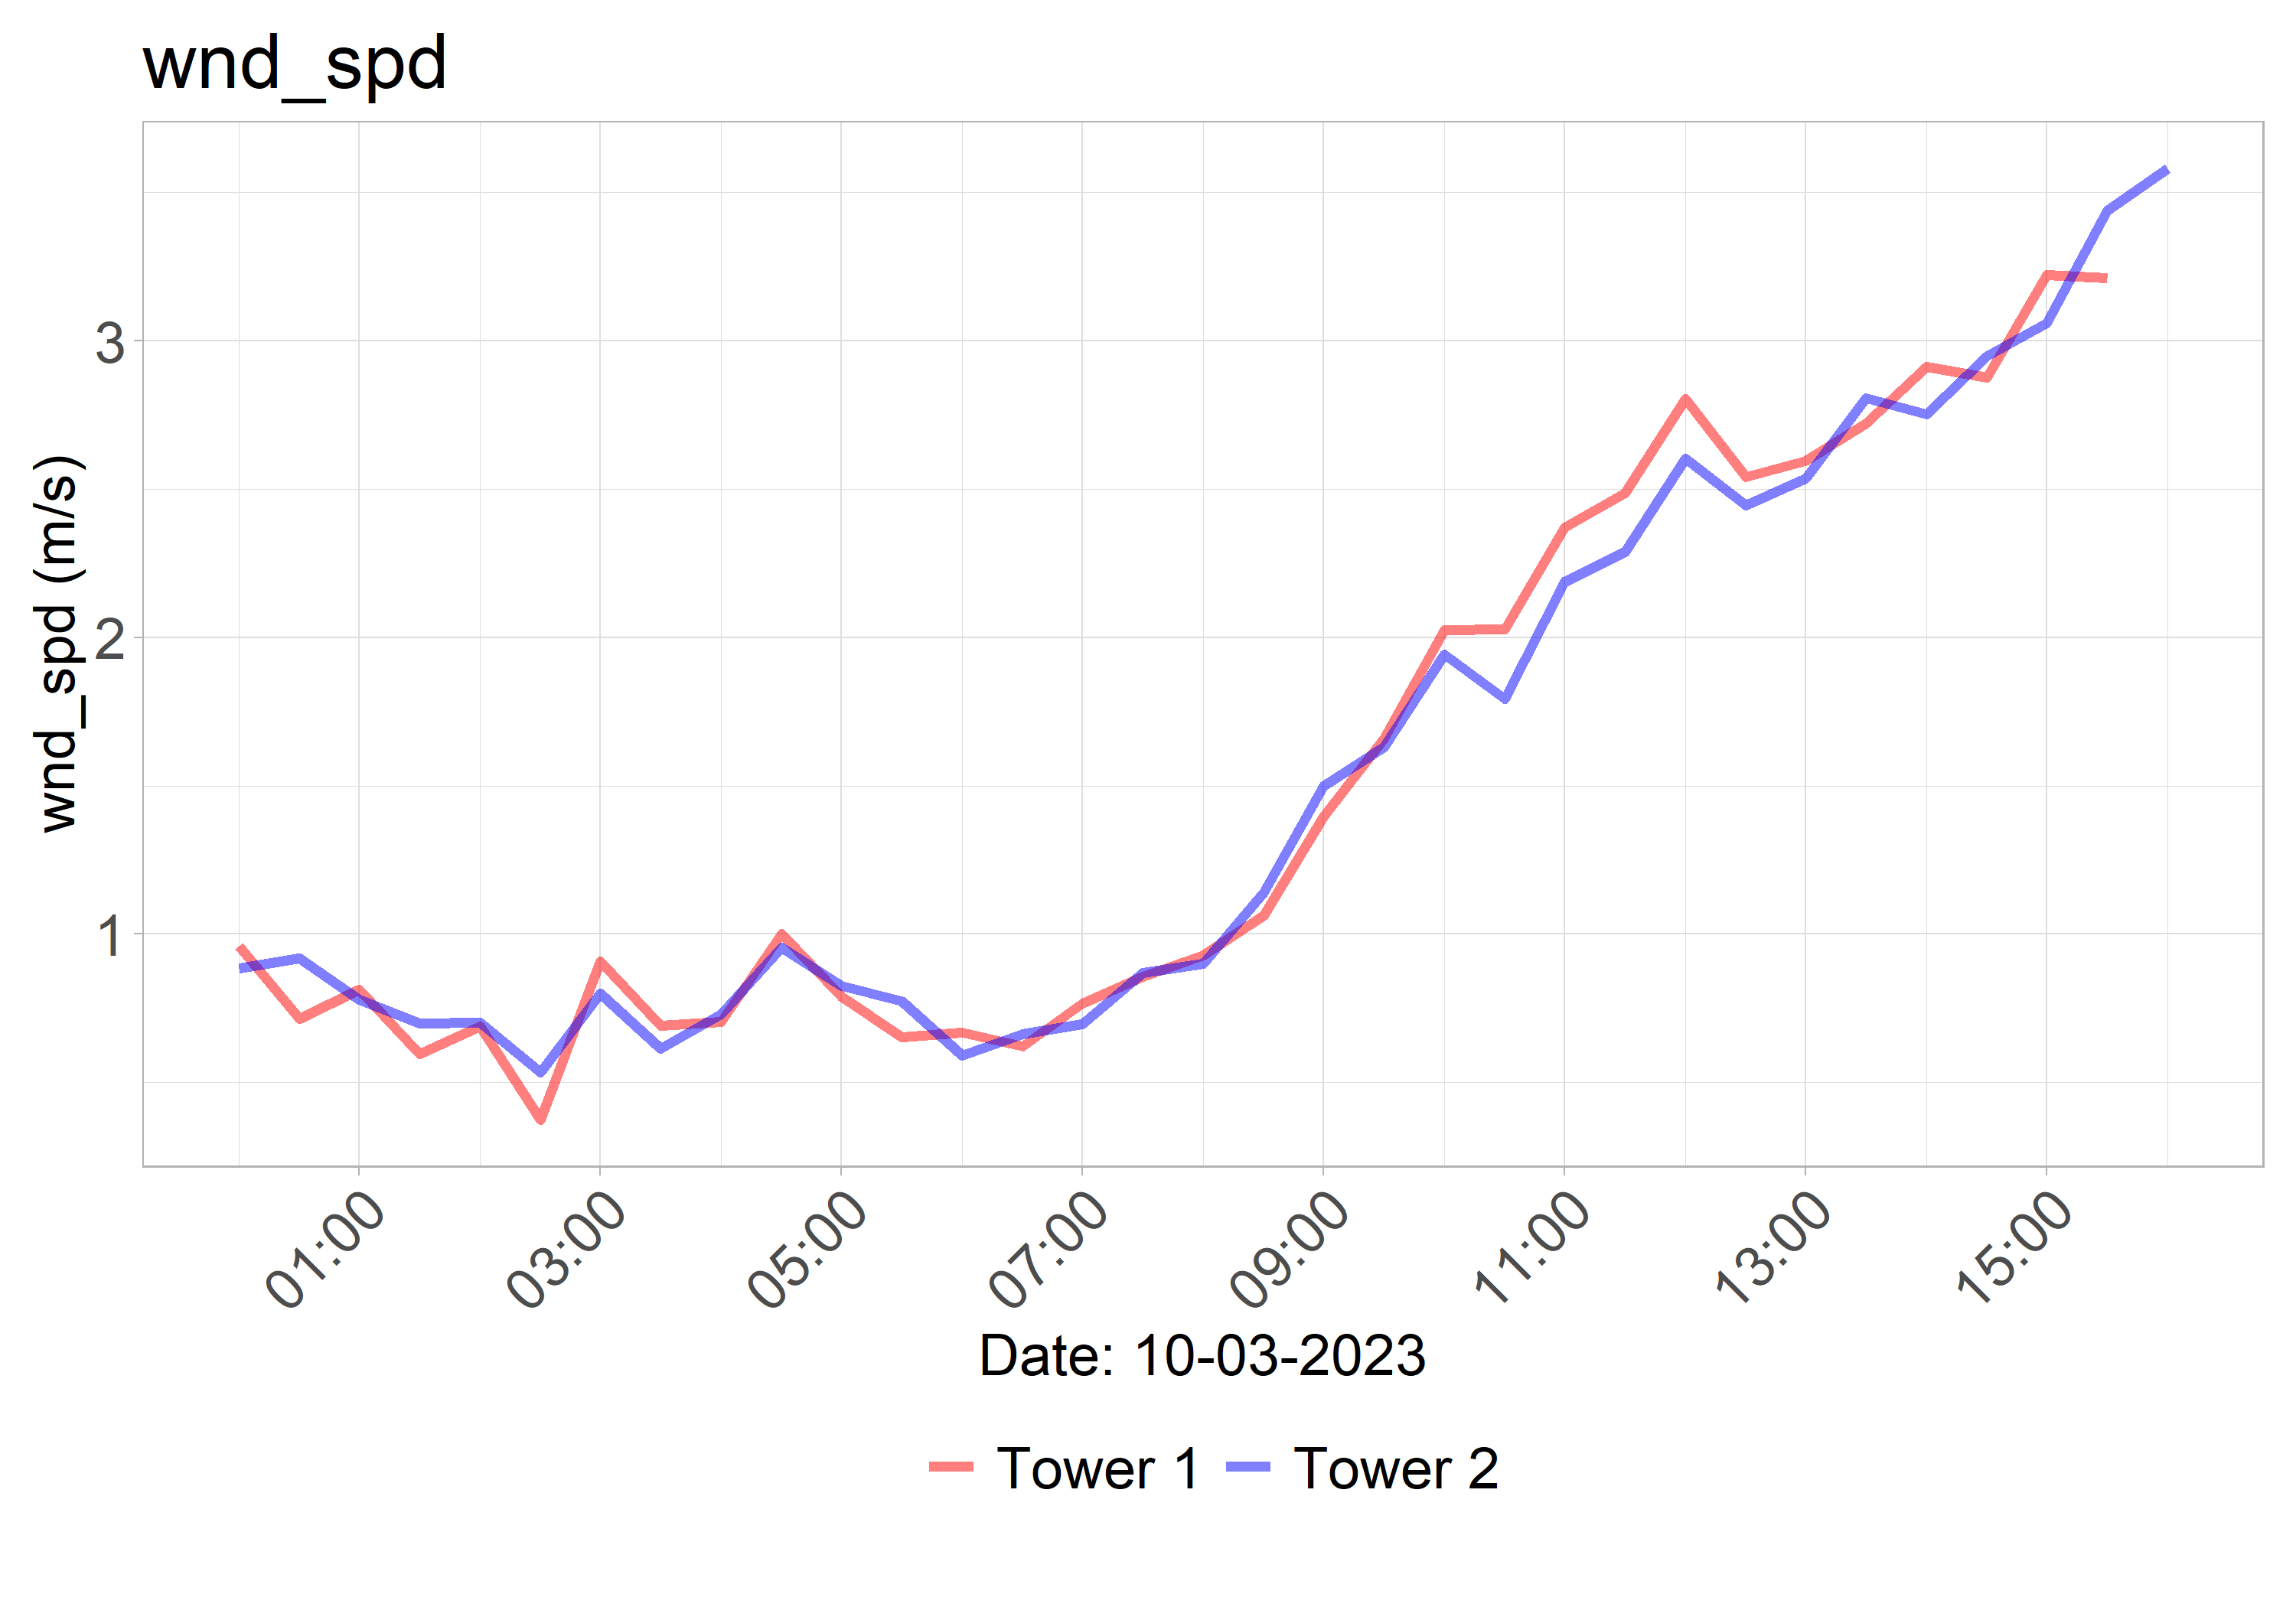 wnd_spd
wnd_spd (m/s)
3
2
1
01:00 03:00 05:00 07:00 09:00 11:00 13:00 15:00
Date: 10-03-2023
Tower 1 Tower 2